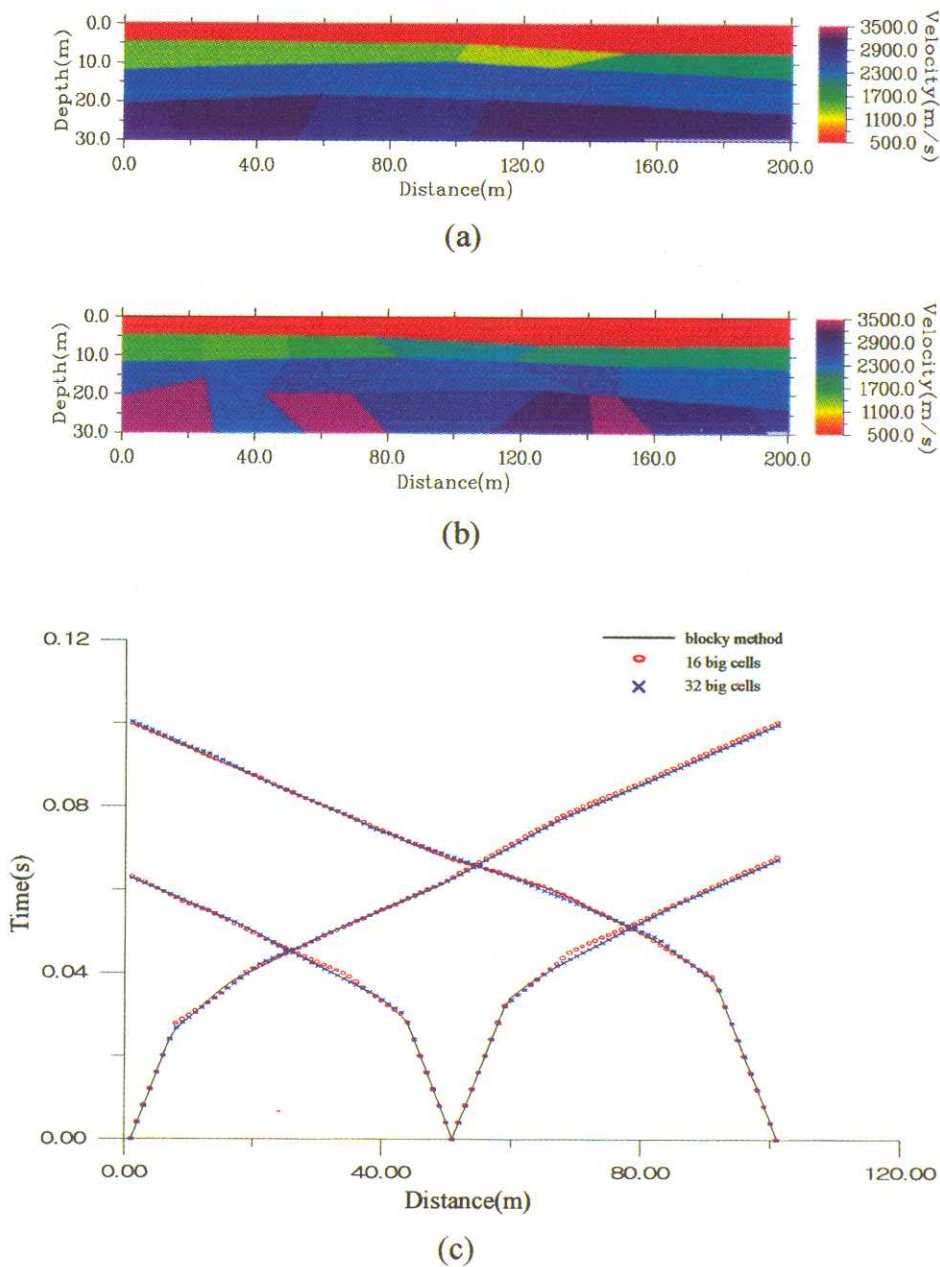 0.0
10.0
20.0
30.0
Depth(m)
0.0 40.0 80.0 120.0 160.0 200.0
Distance(m)
3500.0
2900.0
2300.0
1700.0
1100.0
500.0
Velocity(m/s)
(a)
0.0
10.0
20.0
30.0
Depth(m)
0.0 40.0 80.0 120.0 160.0 200.0
Distance(m)
3500.0
2900.0
2300.0
1700.0
1100.0
500.0
Velocity(m/s)
(b)
0.12
0.08
0.04
0.00
Time(s)
blocky method
16 big cells
32 big cells
0.00 40.00 80.00 120.00
Distance(m)
(c)